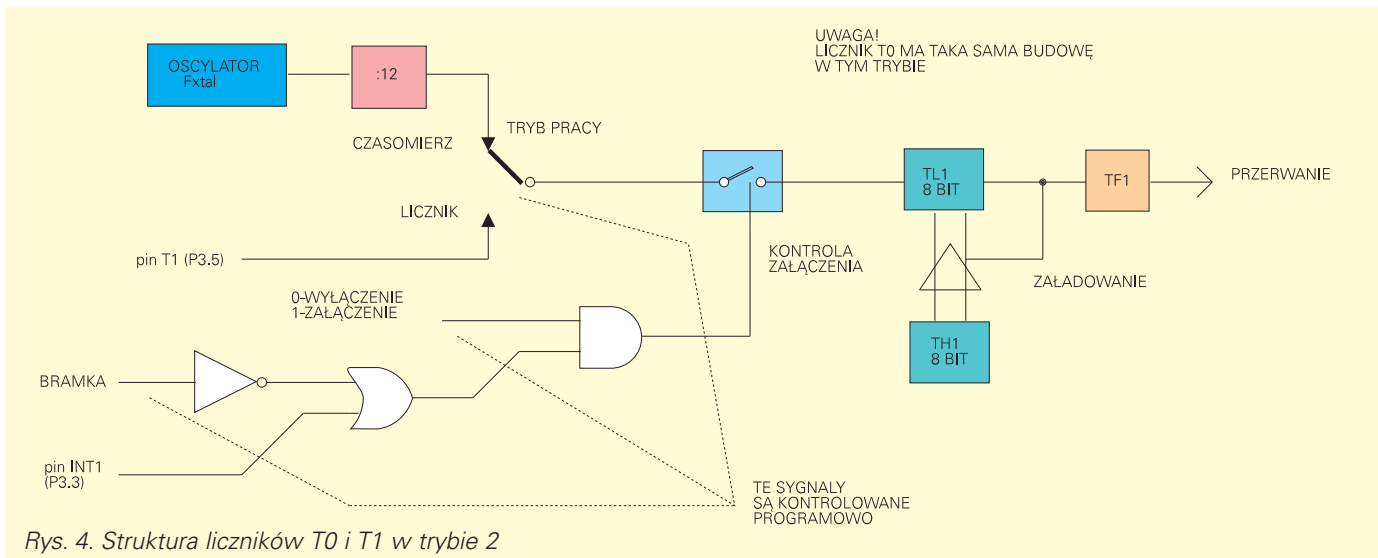 OSCYLATOR
Fxtal
:12
UWAGA!
LICZNIK T0 MA TAKA SAMA BUDOWĘ
W TYM TRYBIE
CZASOMIERZ
TRYB PRACY
LICZNIK
pin T1 (P3.5)
TL1
8 BIT
TF1
PRZERWANIE
KONTROLA
ZAŁĄCZENIA
ZAŁADOWANIE
0-WYŁĄCZENIE
1-ZAŁĄCZENIE
TH1
8 BIT
BRAMKA
pin INT1
(P3.3)
TE SYGNALY
SĄ KONTROLOWANE
PROGRAMOWO
Rys. 4. Struktura liczników T0 i T1 w trybie 2